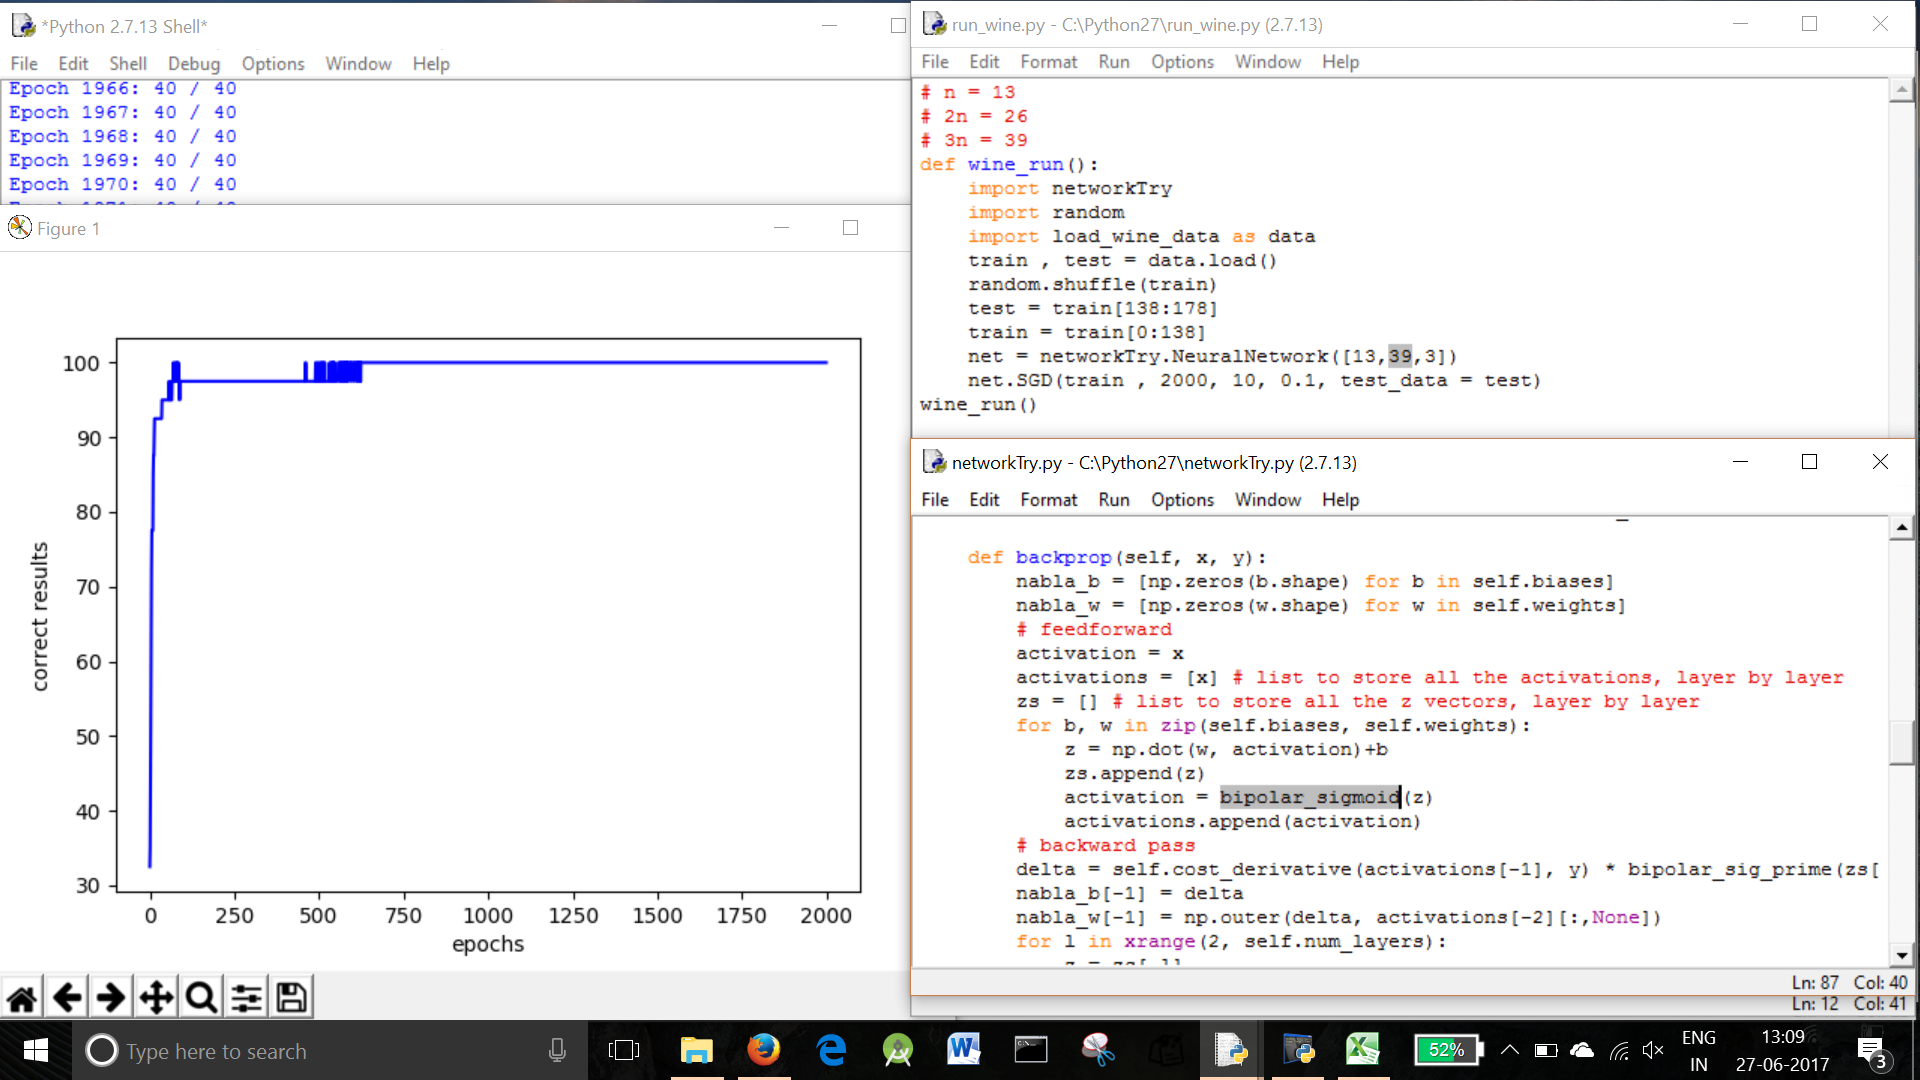 *Python 2.7.13 Shell*
File Edit Shell Debug Options Window Help
Epoch 1966: 40 / 40
Epoch 1967: 40 / 40
Epoch 1968: 40 / 40
Epoch 1969: 40 / 40
Epoch 1970: 40 / 40
Figure 1
100
90
80
70
60
50
40
30
correct results
0 250 500 750 1000 1250 1500 1750 2000
epochs
run_wine.py - C:\Python27\run_wine.py (2.7.13)
File Edit Format Run Options Window Help
# n = 13
# 2n = 26
# 3n = 39
def wine_run():
    import networkTry
    import random
    import load_wine_data as data
    train , test = data.load()
    random.shuffle(train)
    test = train[138:178]
    train = train[0:138]
    net = networkTry.NeuralNetwork([13,39,3])
    net.SGD(train , 2000, 10, 0.1, test_data = test)
wine_run()
networkTry.py - C:\Python27\networkTry.py (2.7.13)
File Edit Format Run Options Window Help
    def backprop(self, x, y):
        nabla_b = [np.zeros(b.shape) for b in self.biases]
        nabla_w = [np.zeros(w.shape) for w in self.weights]
        # feedforward
        activation = x
        activations = [x] # list to store all the activations, layer by layer
        zs = [] # list to store all the z vectors, layer by layer
        for b, w in zip(self.biases, self.weights):
            z = np.dot(w, activation)+b
            zs.append(z)
            activation = bipolar_sigmoid(z)
            activations.append(activation)
        # backward pass
        delta = self.cost_derivative(activations[-1], y) * bipolar_sig_prime(zs[
        nabla_b[-1] = delta
        nabla_w[-1] = np.outer(delta, activations[-2][:,None])
        for l in xrange(2, self.num_layers):
Ln: 87 Col: 40
Ln: 12 Col: 41
Type here to search
52%
ENG
IN
13:09
27-06-2017
3